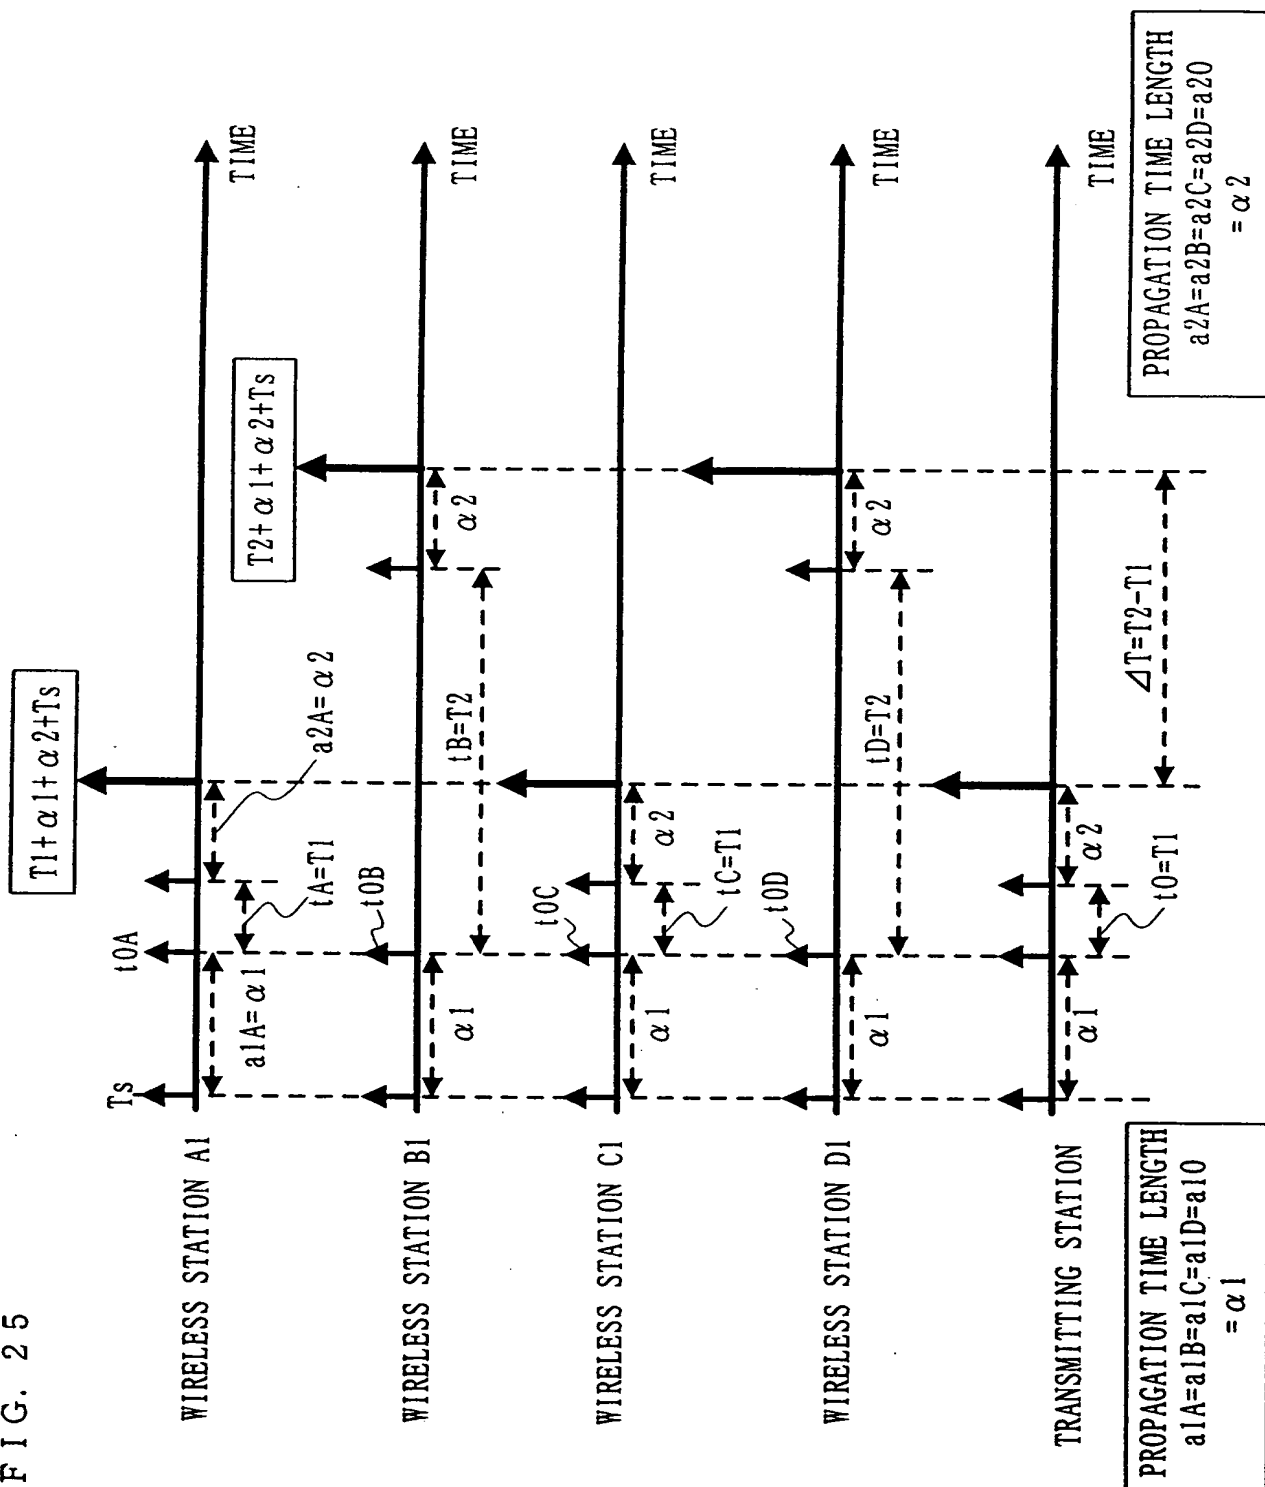 FIG. 25
T1+α1+α2+Ts
T2+α1+α2+Ts
WIRELESS STATION A1
Ts
t0A
a1A=α1
tA=T1
a2A=α2
TIME
WIRELESS STATION B1
α1
t0B
tB=T2
α2
TIME
WIRELESS STATION C1
α1
t0C
tC=T1
α2
TIME
WIRELESS STATION D1
α1
t0D
tD=T2
α2
TIME
TRANSMITTING STATION
α1
t0=T1
α2
ΔT=T2-T1
TIME
PROPAGATION TIME LENGTH
a1A=a1B=a1C=a1D=a10
=α1
PROPAGATION TIME LENGTH
a2A=a2B=a2C=a2D=a20
=α2